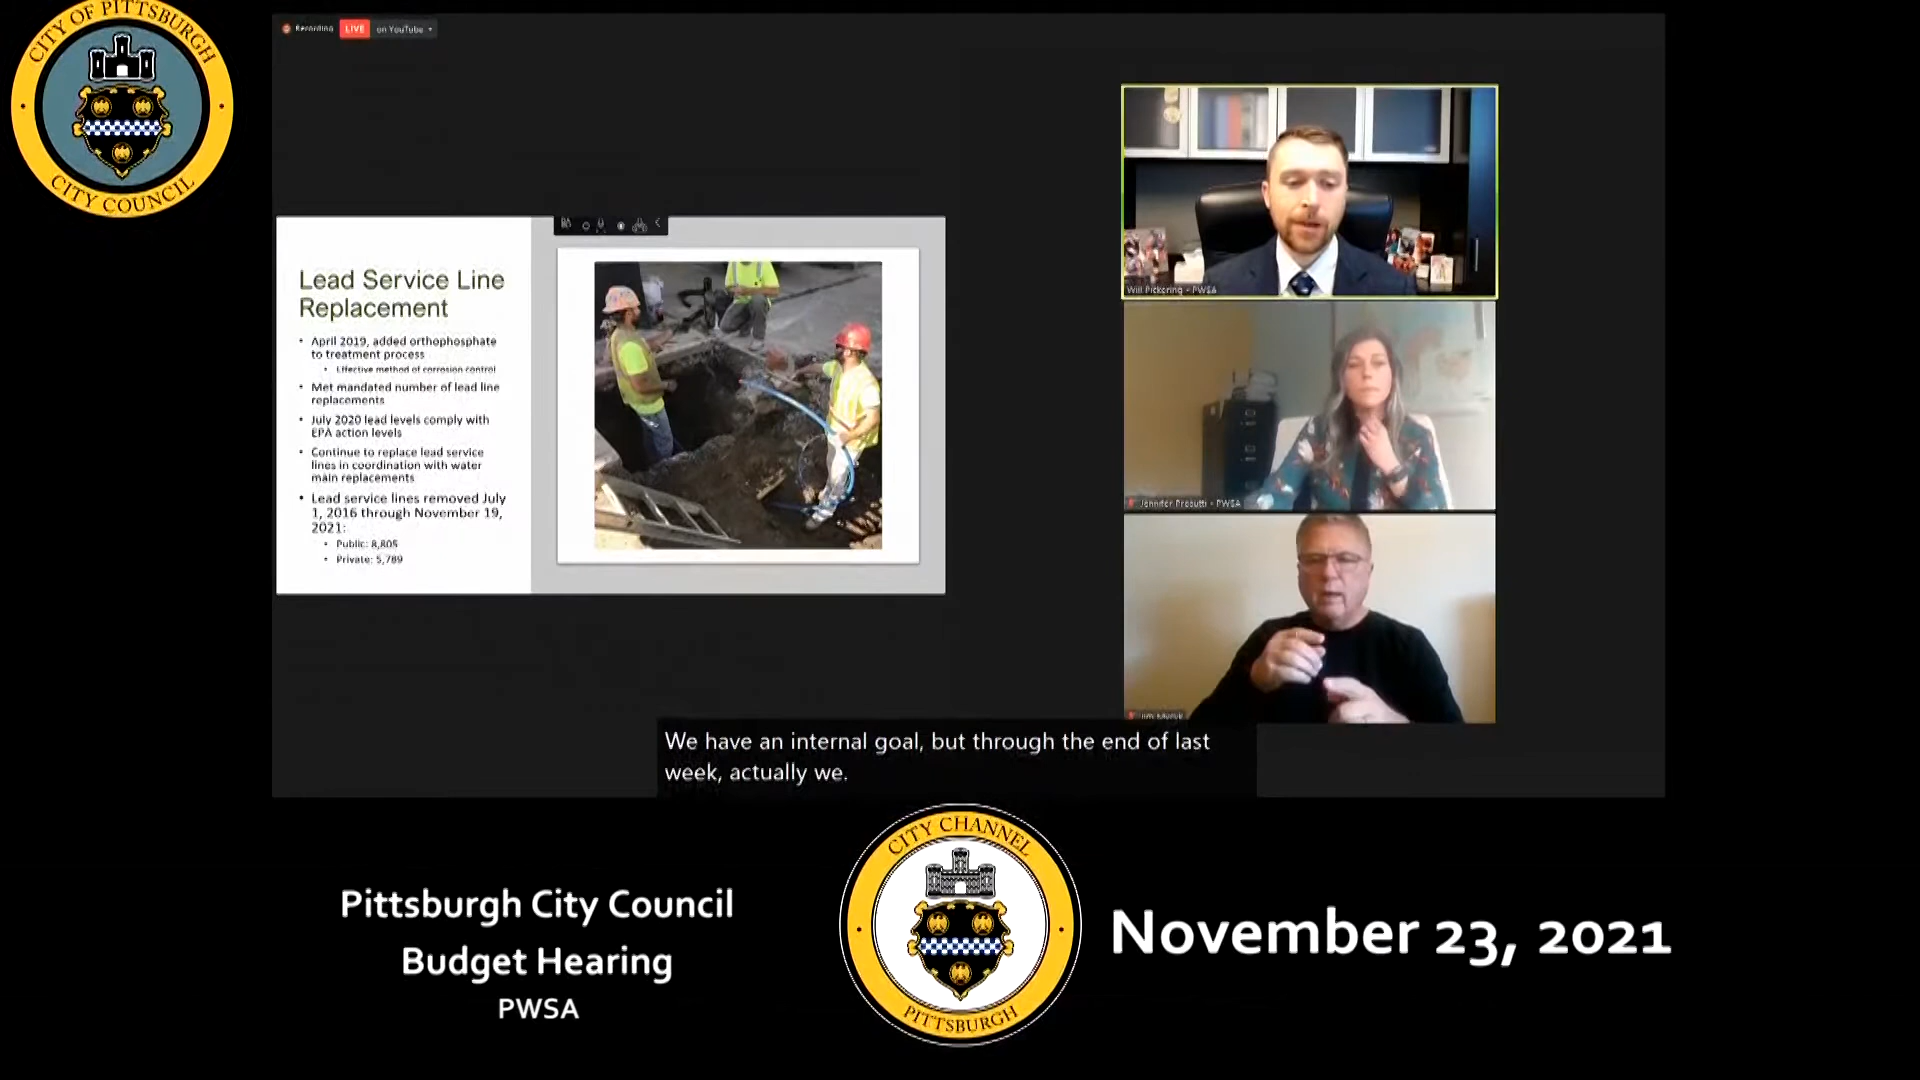 CITY OF PITTSBURGH
CITY COUNCIL
Recording
LIVE
on YouTube
Lead Service Line
Replacement
• April 2019, added orthophosphate
to treatment process
• Effective method of corrosion control
• Met mandated number of lead line
replacements
• July 2020 lead levels comply with
EPA action levels
• Continue to replace lead service
lines in coordination with water
main replacements
• Lead service lines removed July
1, 2016 through November 19,
2021:
• Public: 8,805
• Private: 5,789
Will Pickering - PWSA
Jennifer Presutti - PWSA
We have an internal goal, but through the end of last
week, actually we.
Pittsburgh City Council
Budget Hearing
PWSA
CITY CHANNEL
PITTSBURGH
November 23, 2021